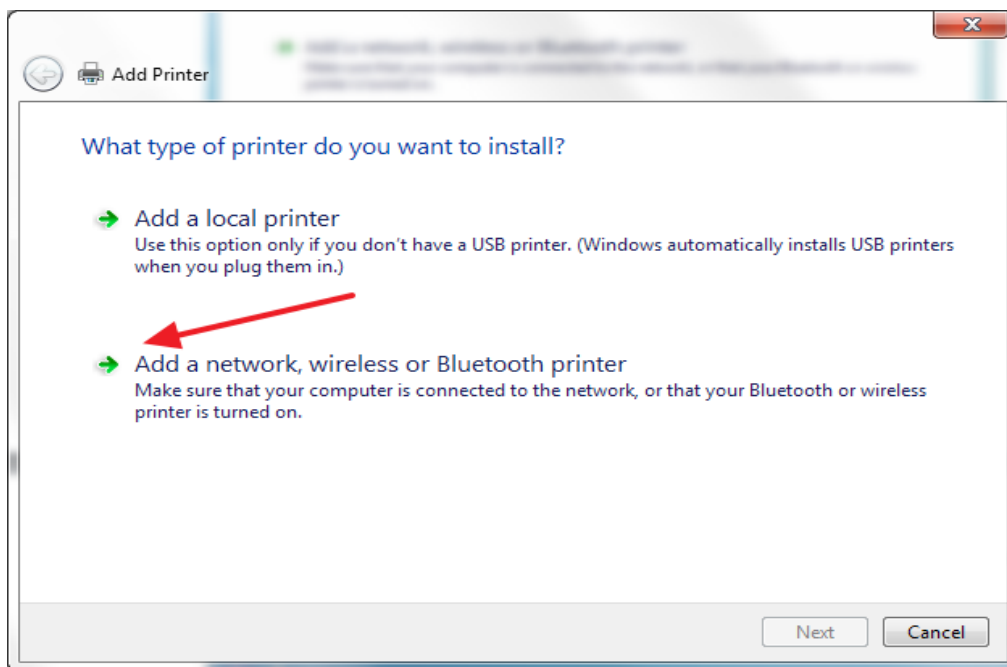 Add Printer
What type of printer do you want to install?
Add a local printer
Use this option only if you don't have a USB printer. (Windows automatically installs USB printers
when you plug them in.)
Add a network, wireless or Bluetooth printer
Make sure that your computer is connected to the network, or that your Bluetooth or wireless
printer is turned on.
Next
Cancel